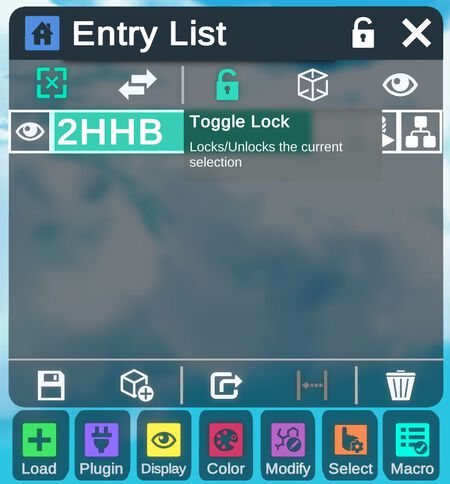 Entry List
2HHB
Toggle Lock
Locks/Unlocks the current
selection
Load Plugin Display Color Modify Select Macro